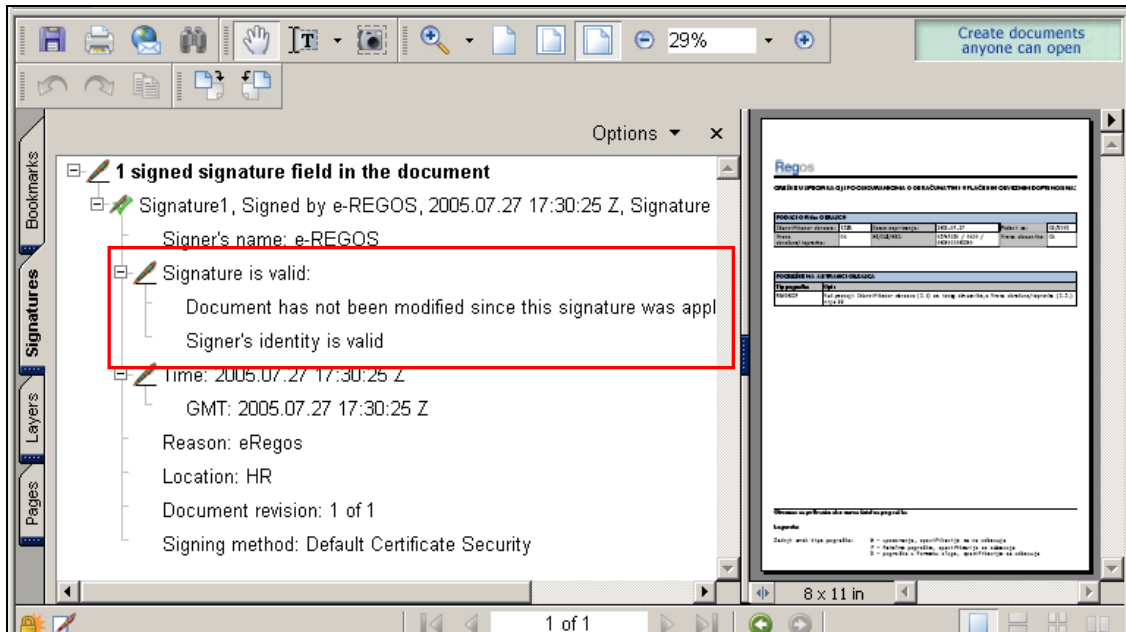 29%
Create documents
anyone can open
Options
Bookmarks
Signatures
Layers
Pages
1 signed signature field in the document
Signature1, Signed by e-REGOS, 2005.07.27 17:30:25 Z, Signature
Signer's name: e-REGOS
Signature is valid:
Document has not been modified since this signature was appl
Signer's identity is valid
Time: 2005.07.27 17:30:25 Z
GMT: 2005.07.27 17:30:25 Z
Reason: eRegos
Location: HR
Document revision: 1 of 1
Signing method: Default Certificate Security
Regos
8 x 11 in
1 of 1